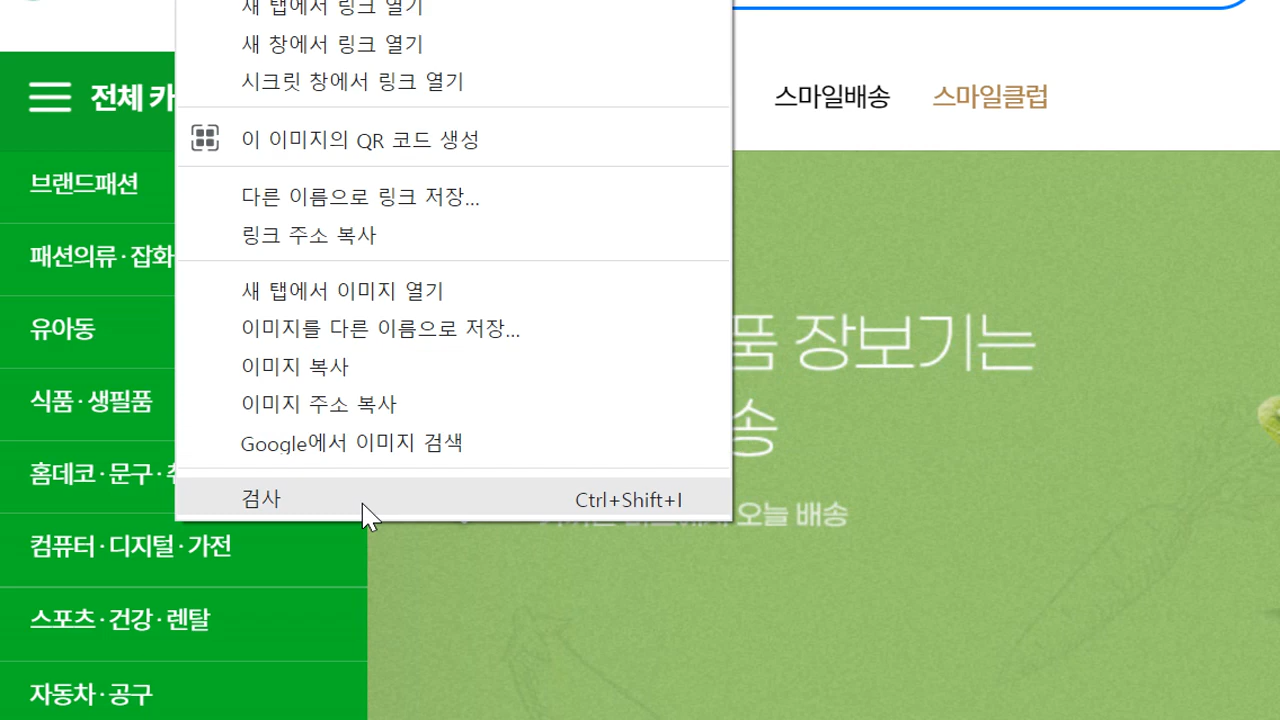 새 탭에서 링크 열기
새 창에서 링크 열기
시크릿 창에서 링크 열기
이 이미지의 QR 코드 생성
다른 이름으로 링크 저장...
링크 주소 복사
새 탭에서 이미지 열기
이미지를 다른 이름으로 저장...
이미지 복사
이미지 주소 복사
Google에서 이미지 검색
검사 Ctrl+Shift+I
전체 카
브랜드패션
패션의류·잡화
유아동
식품·생필품
홈데코·문구·
컴퓨터·디지털·가전
스포츠·건강·렌탈
자동차·공구
스마일배송 스마일클럽
품 장보기는
송
오늘 배송